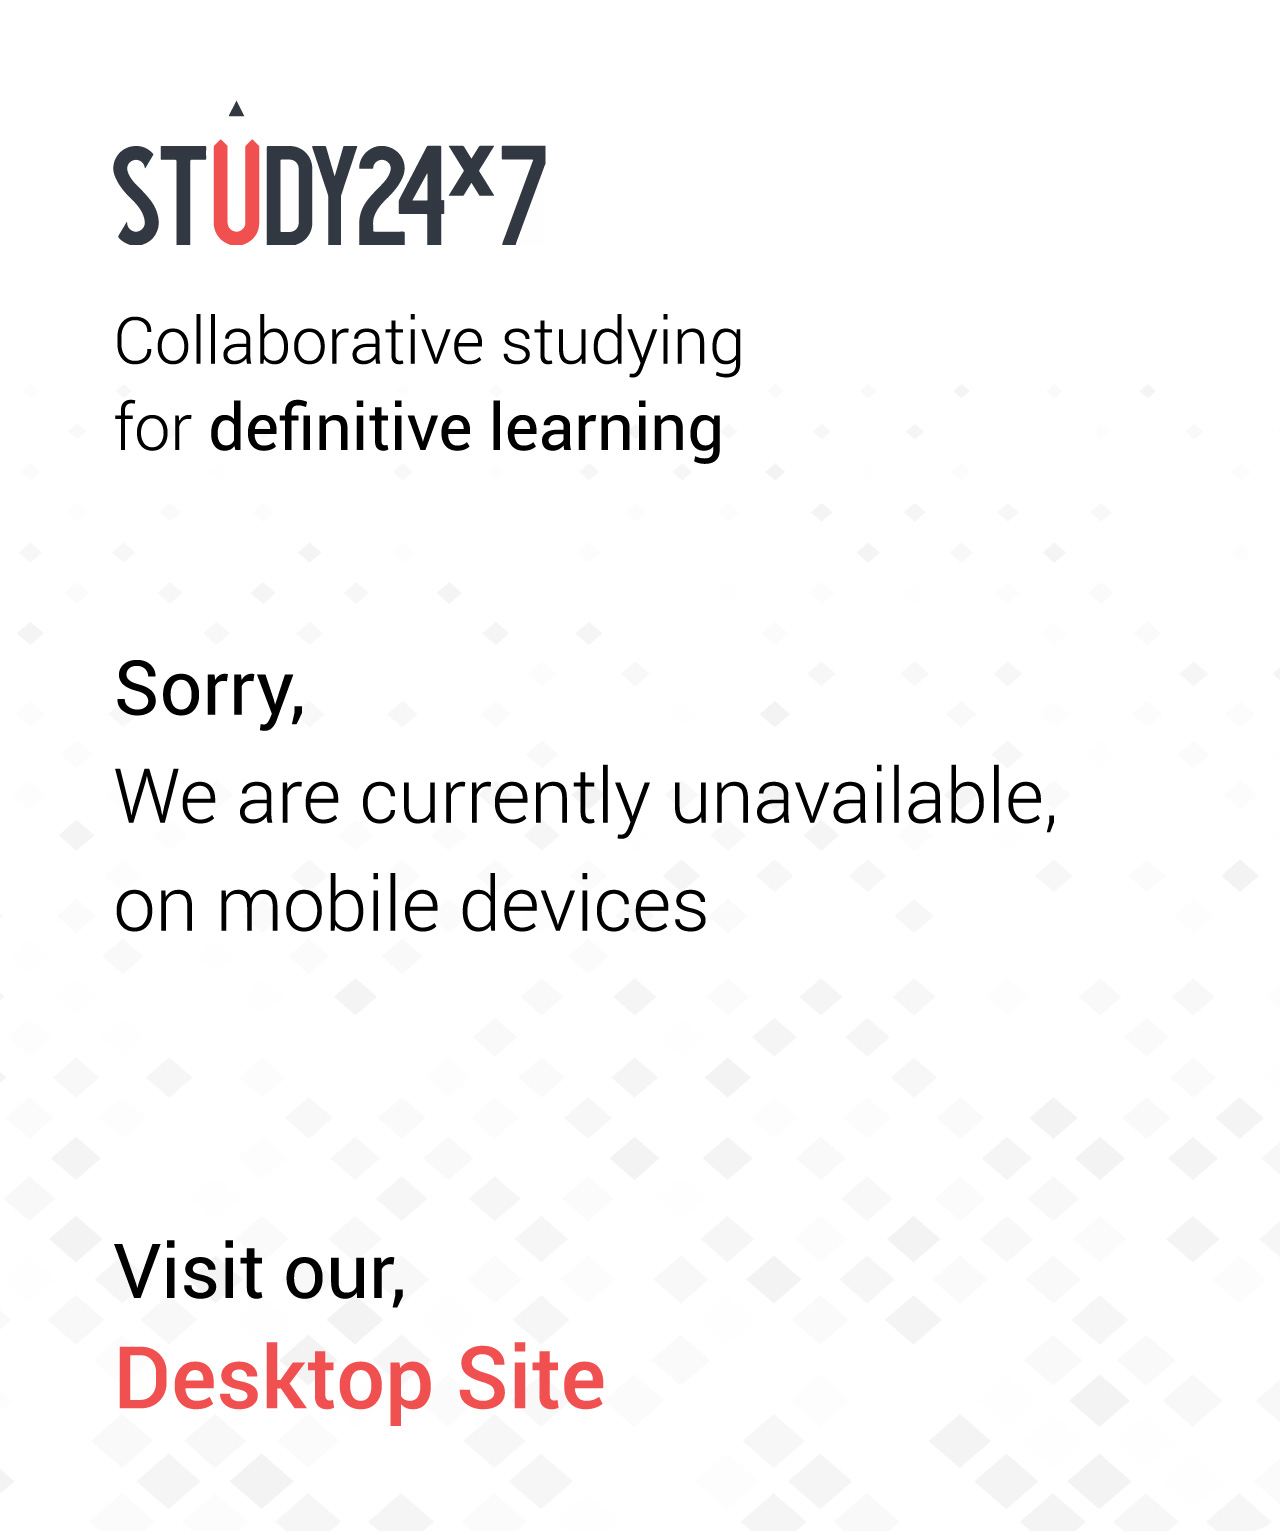 STUDY24x7
Collaborative studying
for definitive learning
Sorry,
We are currently unavailable,
on mobile devices
Visit our,
Desktop Site